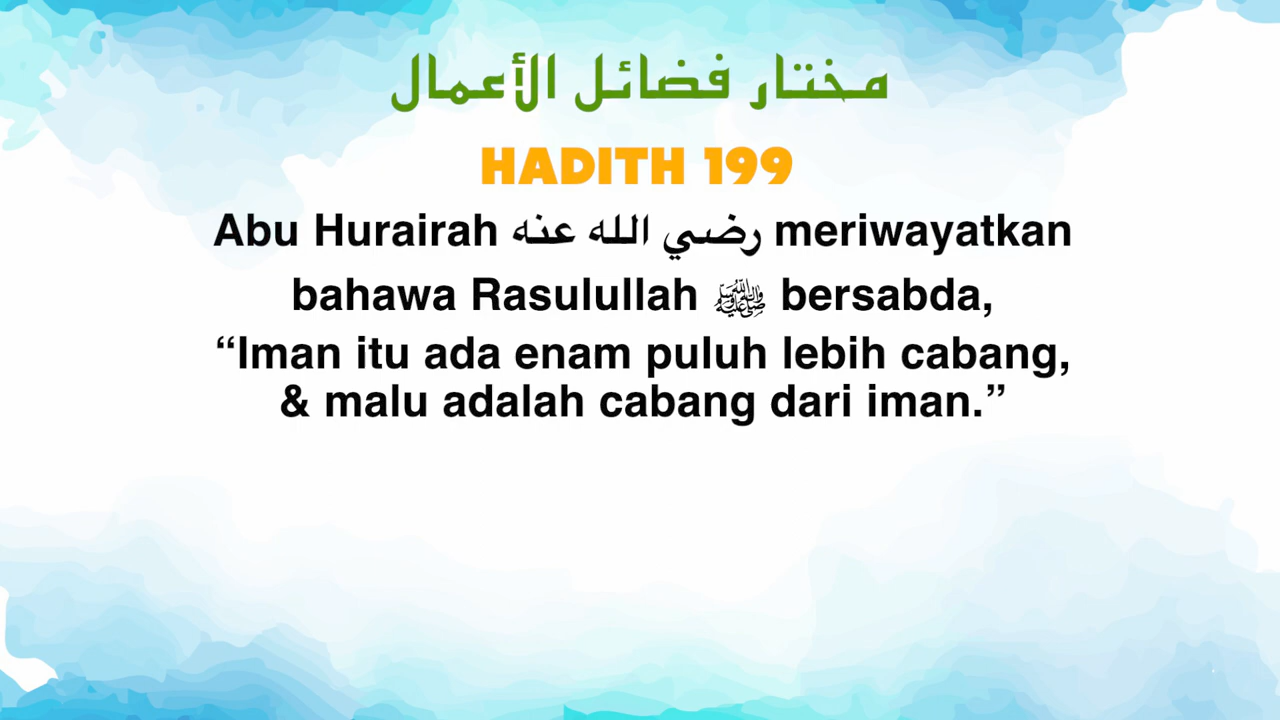 مختار فضائل الأعمال
HADITH 199
Abu Hurairah رضي الله عنه meriwayatkan
bahawa Rasulullah ﷺ bersabda,
“Iman itu ada enam puluh lebih cabang,
& malu adalah cabang dari iman.”